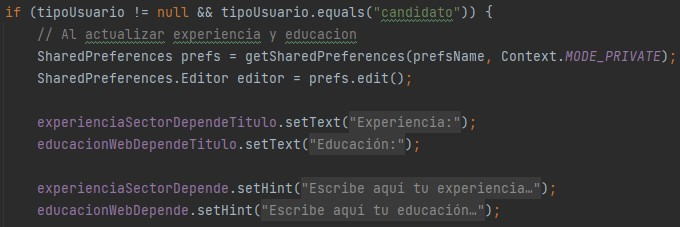 if (tipoUsuario != null && tipoUsuario.equals("candidato")) {
// Al actualizar experiencia y educacion
SharedPreferences prefs = getSharedPreferences(prefsName, Context.MODE_PRIVATE);
SharedPreferences.Editor editor = prefs.edit();
experienciaSectorDependeTitulo.setText("Experiencia:");
educacionWebDependeTitulo.setText("Educación:");
experienciaSectorDepende.setHint("Escribe aquí tu experiencia…");
educacionWebDepende.setHint("Escribe aquí tu educación…");